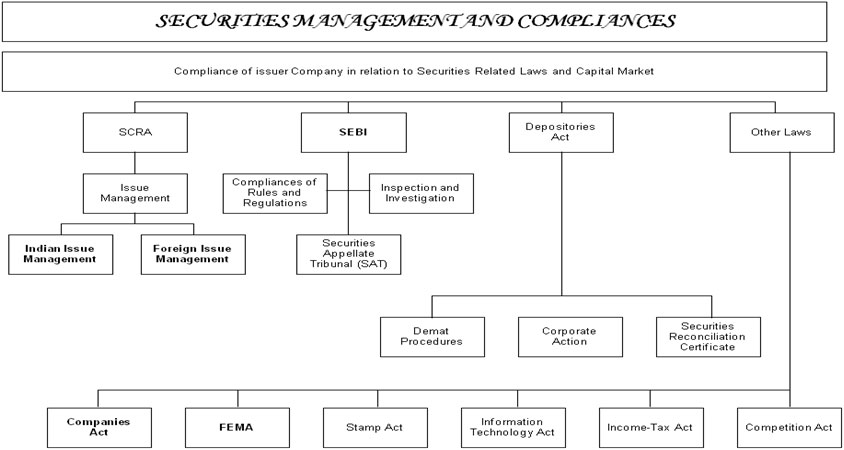 SECURITIES MANAGEMENT AND COMPLIANCES
Compliance of issuer Company in relation to Securities Related Laws and Capital Market
SCRA
SEBI
Depositories
Act
Other Laws
Issue
Management
Compliances of
Rules and
Regulations
Inspection and
Investigation
Indian Issue
Management
Foreign Issue
Management
Securities
Appellate
Tribunal (SAT)
Demat
Procedures
Corporate
Action
Securities
Reconciliation
Certificate
Companies
Act
FEMA
Stamp Act
Information
Technology Act
Income-Tax Act
Competition Act